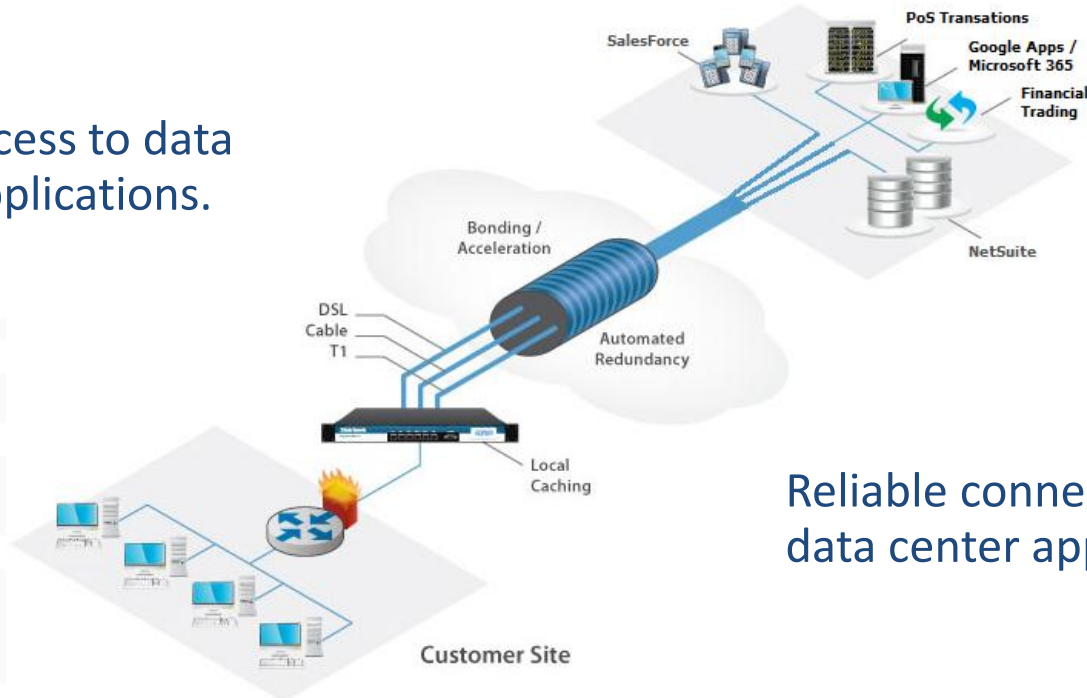 PoS Transations
SalesForce
Google Apps /
Microsoft 365
Financial
Trading
cess to data
plications.
Bonding /
Acceleration
NetSuite
DSL
Cable
T1
Automated
Redundancy
Local
Caching
Reliable conne
data center ap
Customer Site